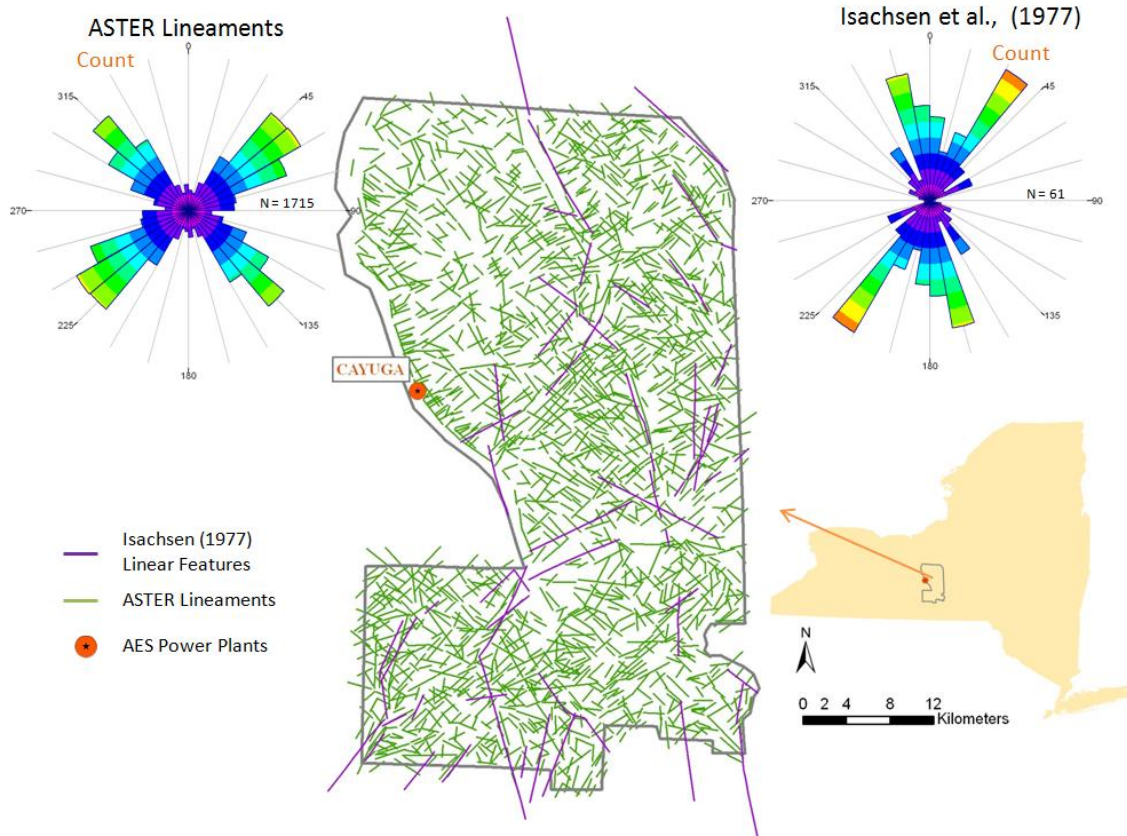 ASTER Lineaments
Count
0
45
90
135
180
225
270
315
N = 1715
Isachsen et al., (1977)
Count
0
45
90
135
180
225
270
315
N = 61
CAYUGA
Isachsen (1977)
Linear Features
ASTER Lineaments
AES Power Plants
N
0 2 4 8 12
Kilometers